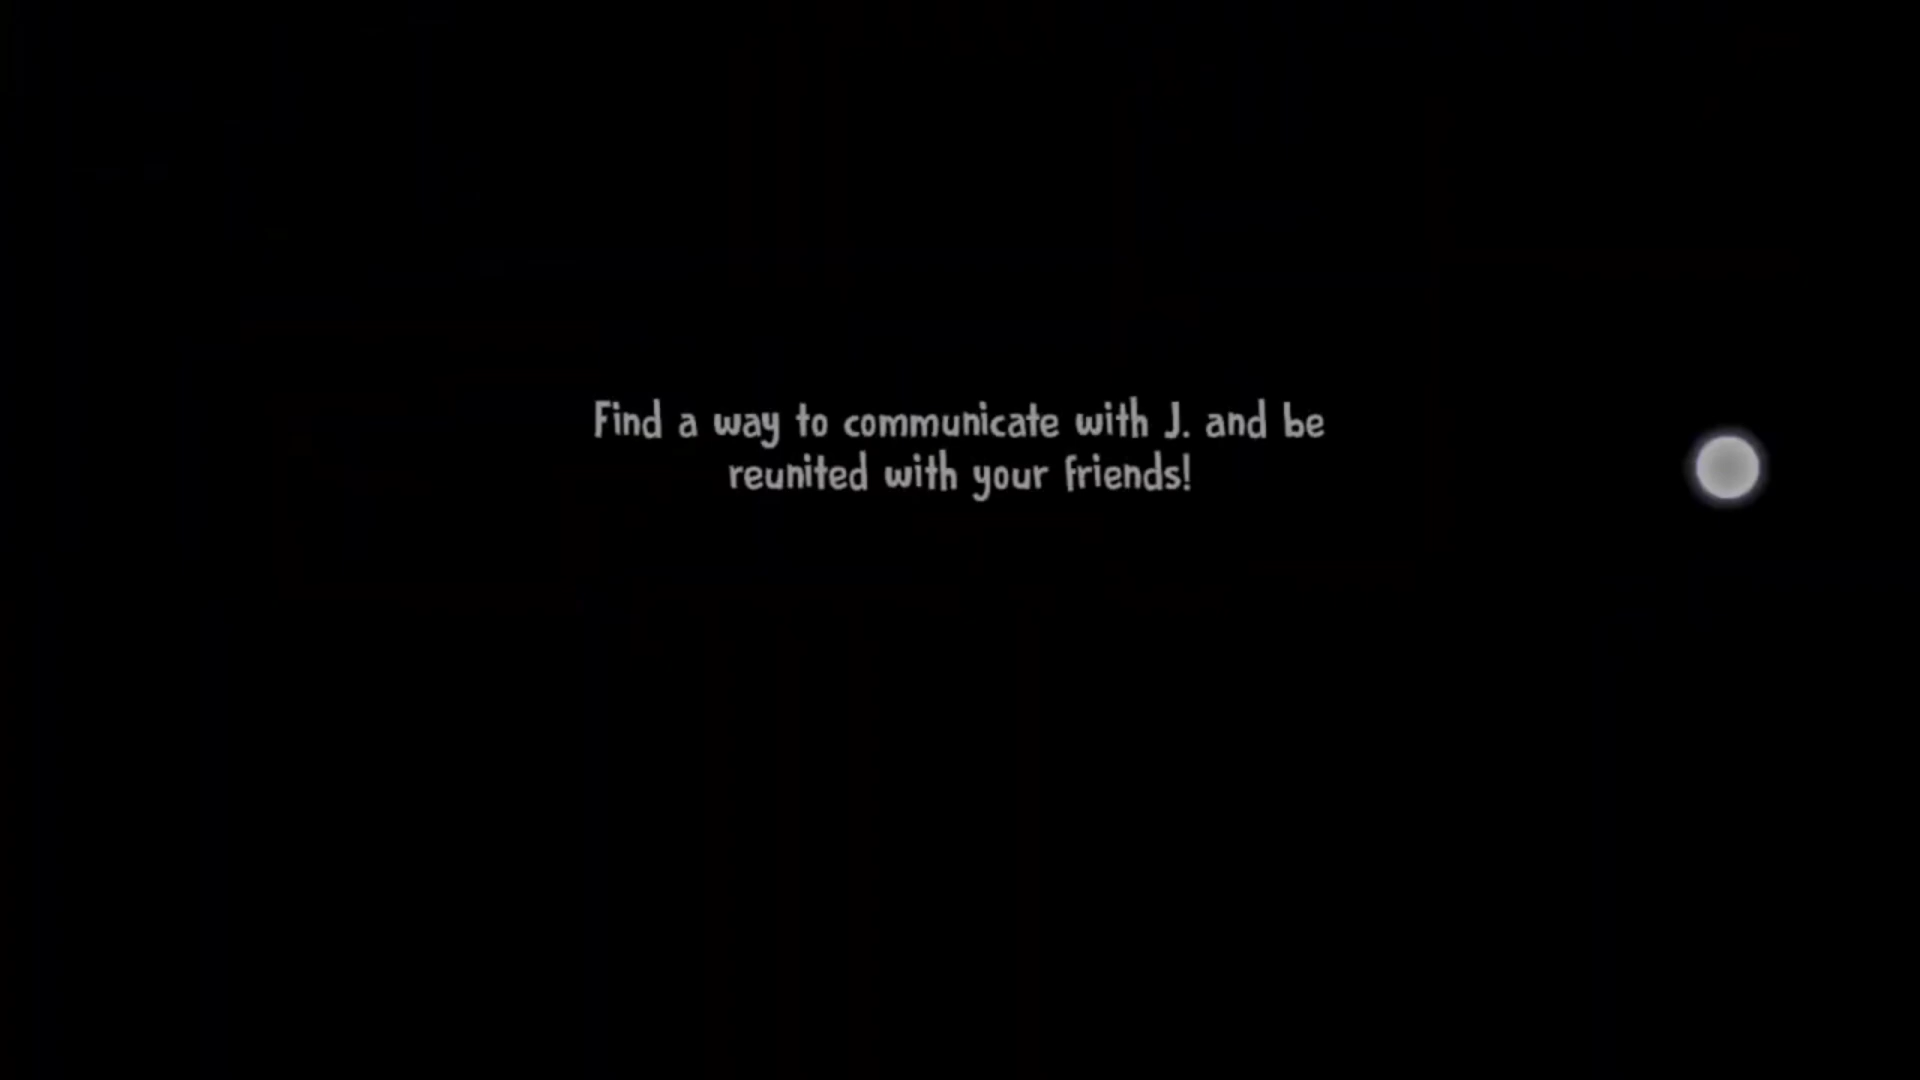 Find a way to communicate with J. and be
reunited with your friends!